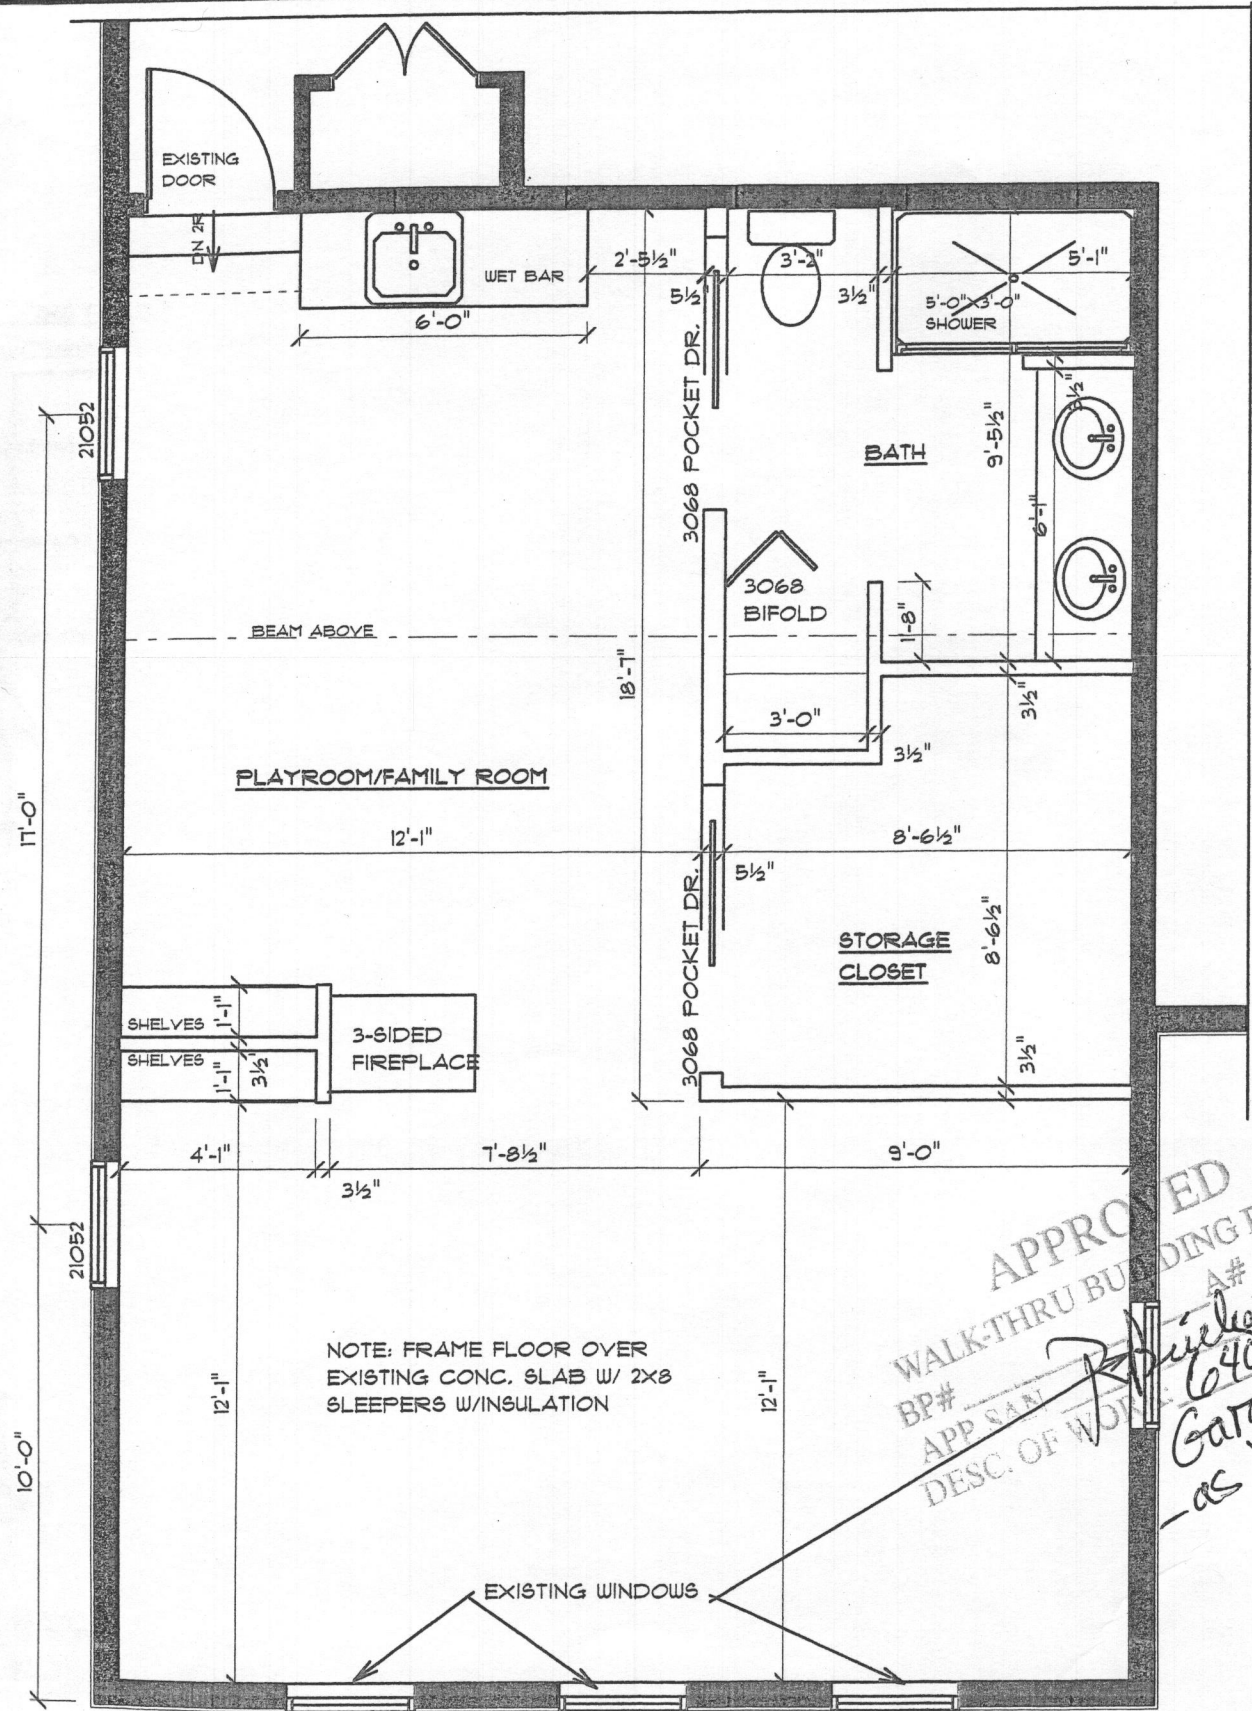 EXISTING
DOOR
DN 2R
WET BAR
6'-0"
2'-5½"
5½"
3'-2"
3½"
5'-1"
5'-0"x3'-0"
SHOWER
21052
3068 POCKET DR.
BATH
9'-5½"
5½"
6'-1"
3068
BIFOLD
1'-8"
BEAM ABOVE
18'-7"
3'-0"
3½"
3½"
PLAYROOM/FAMILY ROOM
17'-0"
12'-1"
5½"
8'-6½"
3068 POCKET DR.
STORAGE
CLOSET
8'-6½"
3½"
SHELVES
1'-1"
SHELVES
1'-1"
3½"
3-SIDED
FIREPLACE
4'-1"
3½"
7'-8½"
9'-0"
21052
NOTE: FRAME FLOOR OVER
EXISTING CONC. SLAB W/ 2X8
SLEEPERS W/INSULATION
12'-1"
12'-1"
10'-0"
EXISTING WINDOWS
APPROVED
WALK-THRU BUILDING
A#
BP#
APP SAN
DESC. OF WORK
640
as